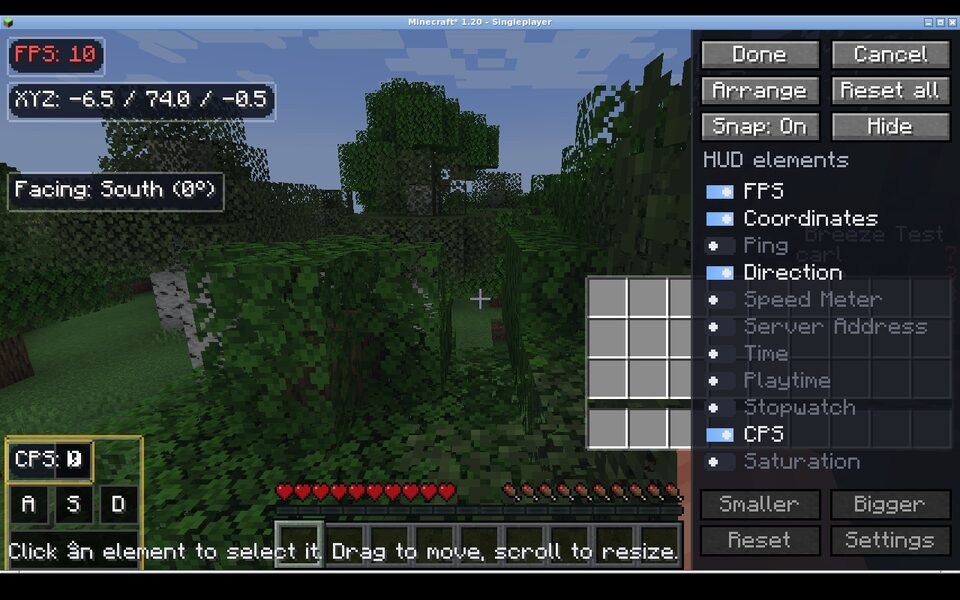 Minecraft* 1.20 - Singleplayer
FPS: 10
XYZ: -6.5 / 74.0 / -0.5
Facing: South (0°)
Done
Cancel
Arrange
Reset all
Snap: On
Hide
HUD elements
FPS
Coordinates
Ping
Breeze Test
carl
Direction
Speed Meter
Server Address
Time
Playtime
Stopwatch
CPS
Saturation
CPS: 0
A S D
Click an element to select it. Drag to move, scroll to resize.
Smaller
Bigger
Reset
Settings